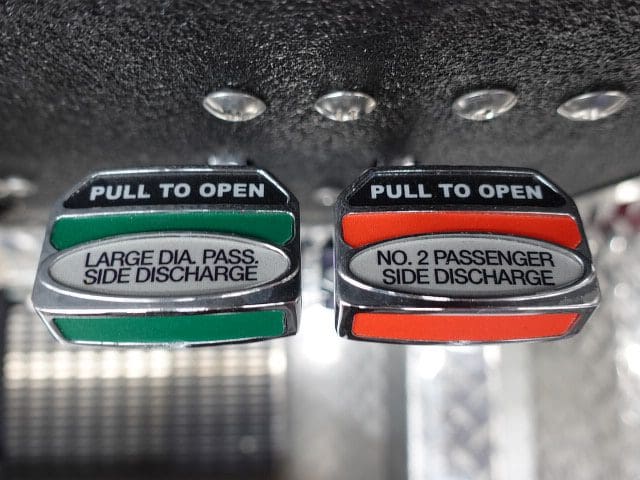 PULL TO OPEN
LARGE DIA. PASS.
SIDE DISCHARGE
PULL TO OPEN
NO. 2 PASSENGER
SIDE DISCHARGE